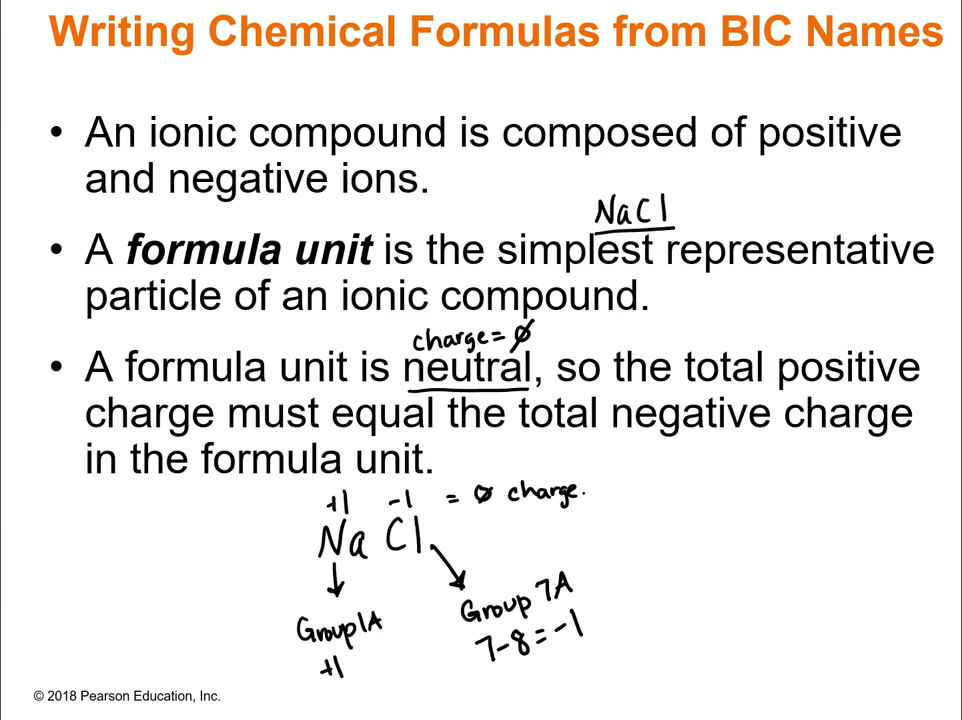 Writing Chemical Formulas from BIC Names
• An ionic compound is composed of positive
and negative ions.
NaCl
• A formula unit is the simplest representative
particle of an ionic compound.
charge = 0
• A formula unit is neutral, so the total positive
charge must equal the total negative charge
in the formula unit.
+1 -1 = 0 charge.
Na Cl
Group 1A Group 7A
+1 7-8=-1
© 2018 Pearson Education, Inc.